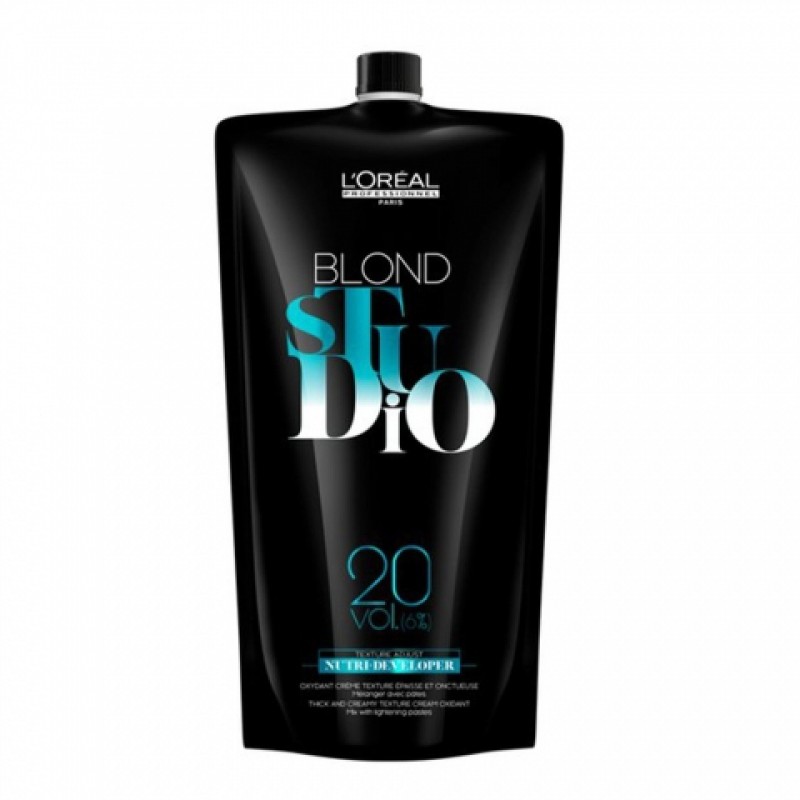 L'ORÉAL
PROFESSIONNEL
PARIS
BLOND
STUDiO
20
VOL.(6%)
TEXTURE ADJUST
NUTRI-DEVELOPER
OXYDANT CRÈME TEXTURE ÉPAISSE ET ONCTUEUSE
Mélanger avec pâtes
THICK AND CREAMY TEXTURE CREAM OXIDANT
Mix with lightening pastes